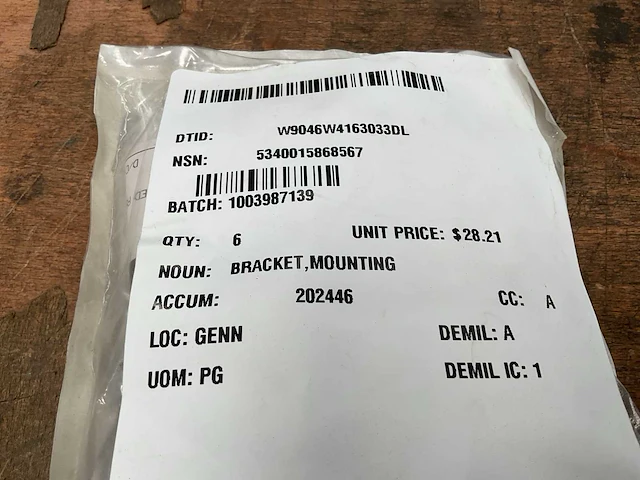 DTID: W9046W4163033DL
NSN: 5340015868567
BATCH: 1003987139
QTY: 6 UNIT PRICE: $28.21
NOUN: BRACKET,MOUNTING
ACCUM: 202446 CC: A
LOC: GENN DEMIL: A
UOM: PG DEMIL IC: 1